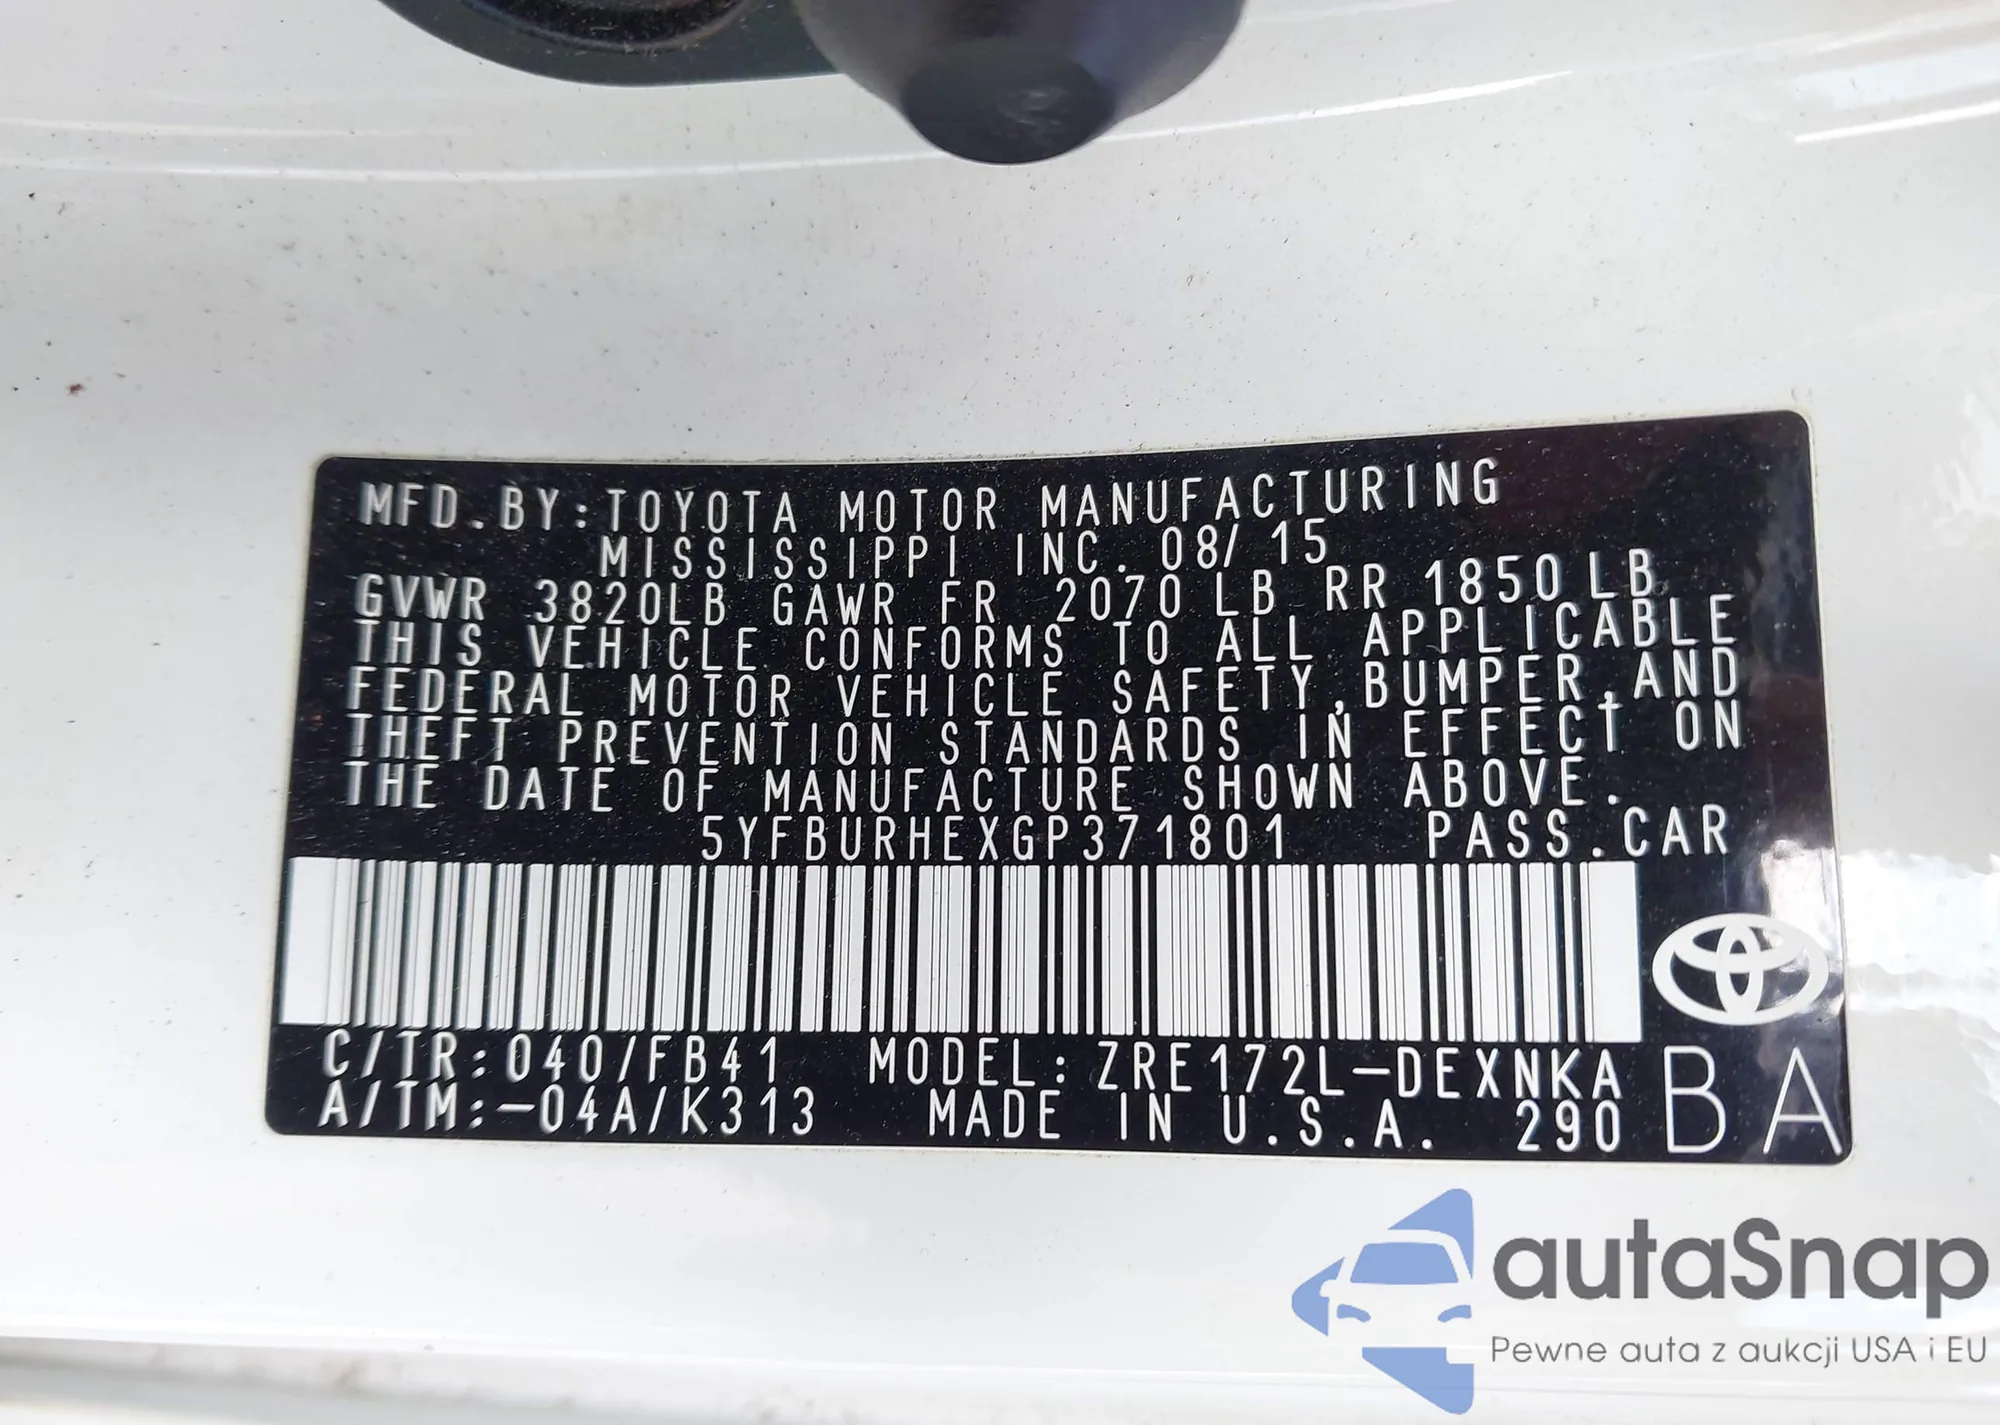 MFD.BY:TOYOTA MOTOR MANUFACTURING
MISSISSIPPI INC. 08/15
GVWR 3820LB GAWR FR 2070LB RR 1850LB
THIS VEHICLE CONFORMS TO ALL APPLICABLE
FEDERAL MOTOR VEHICLE SAFETY,BUMPER,AND
THEFT PREVENTION STANDARDS IN EFFECT ON
THE DATE OF MANUFACTURE SHOWN ABOVE.
5YFBURHEXGP371801 PASS.CAR
C/TR:040/FB41 MODEL:ZRE172L-DEXNKA
A/TM:-04A/K313 MADE IN U.S.A. 290 BA
autaSnap
Pewne auta z aukcji USA i EU